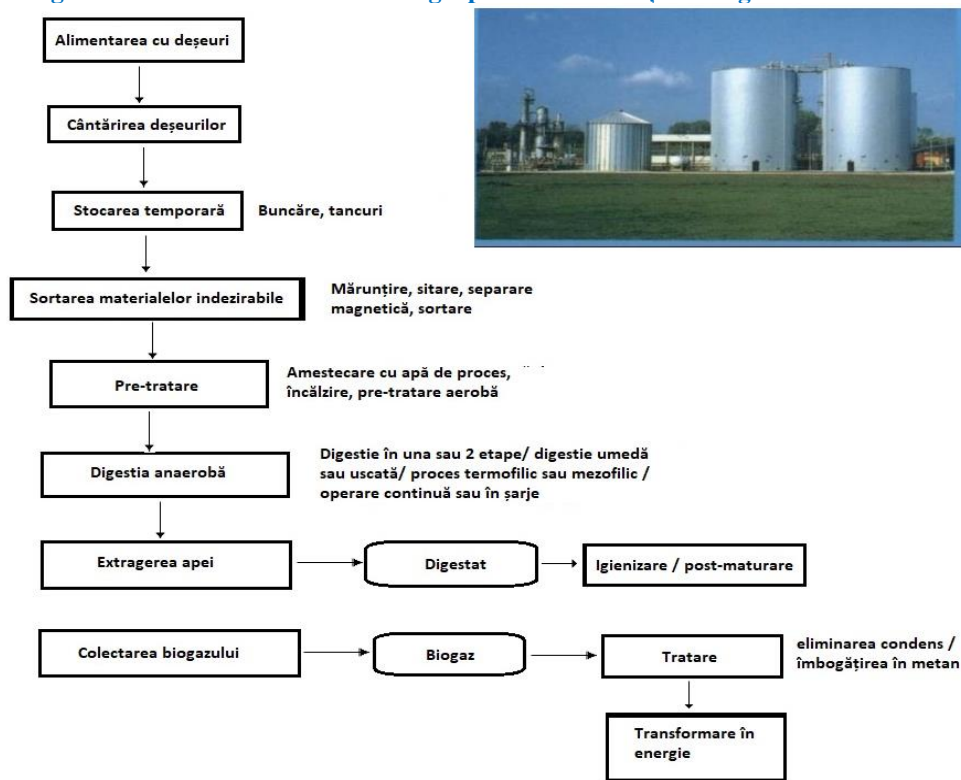 Alimentarea cu deșeuri
Cântărirea deșeurilor
Stocarea temporară
Buncăre, tancuri
Sortarea materialelor indezirabile
Mărunțire, sitare, separare
magnetică, sortare
Pre-tratare
Amestecare cu apă de proces,
încălzire, pre-tratare aerobă
Digestia anaerobă
Digestie în una sau 2 etape/ digestie umedă
sau uscată/ proces termofilic sau mezofilic /
operare continuă sau în șarje
Extragerea apei
Digestat
Igienizare / post-maturare
Colectarea biogazului
Biogaz
Tratare
eliminarea condens /
îmbogățirea în metan
Transformare în
energie